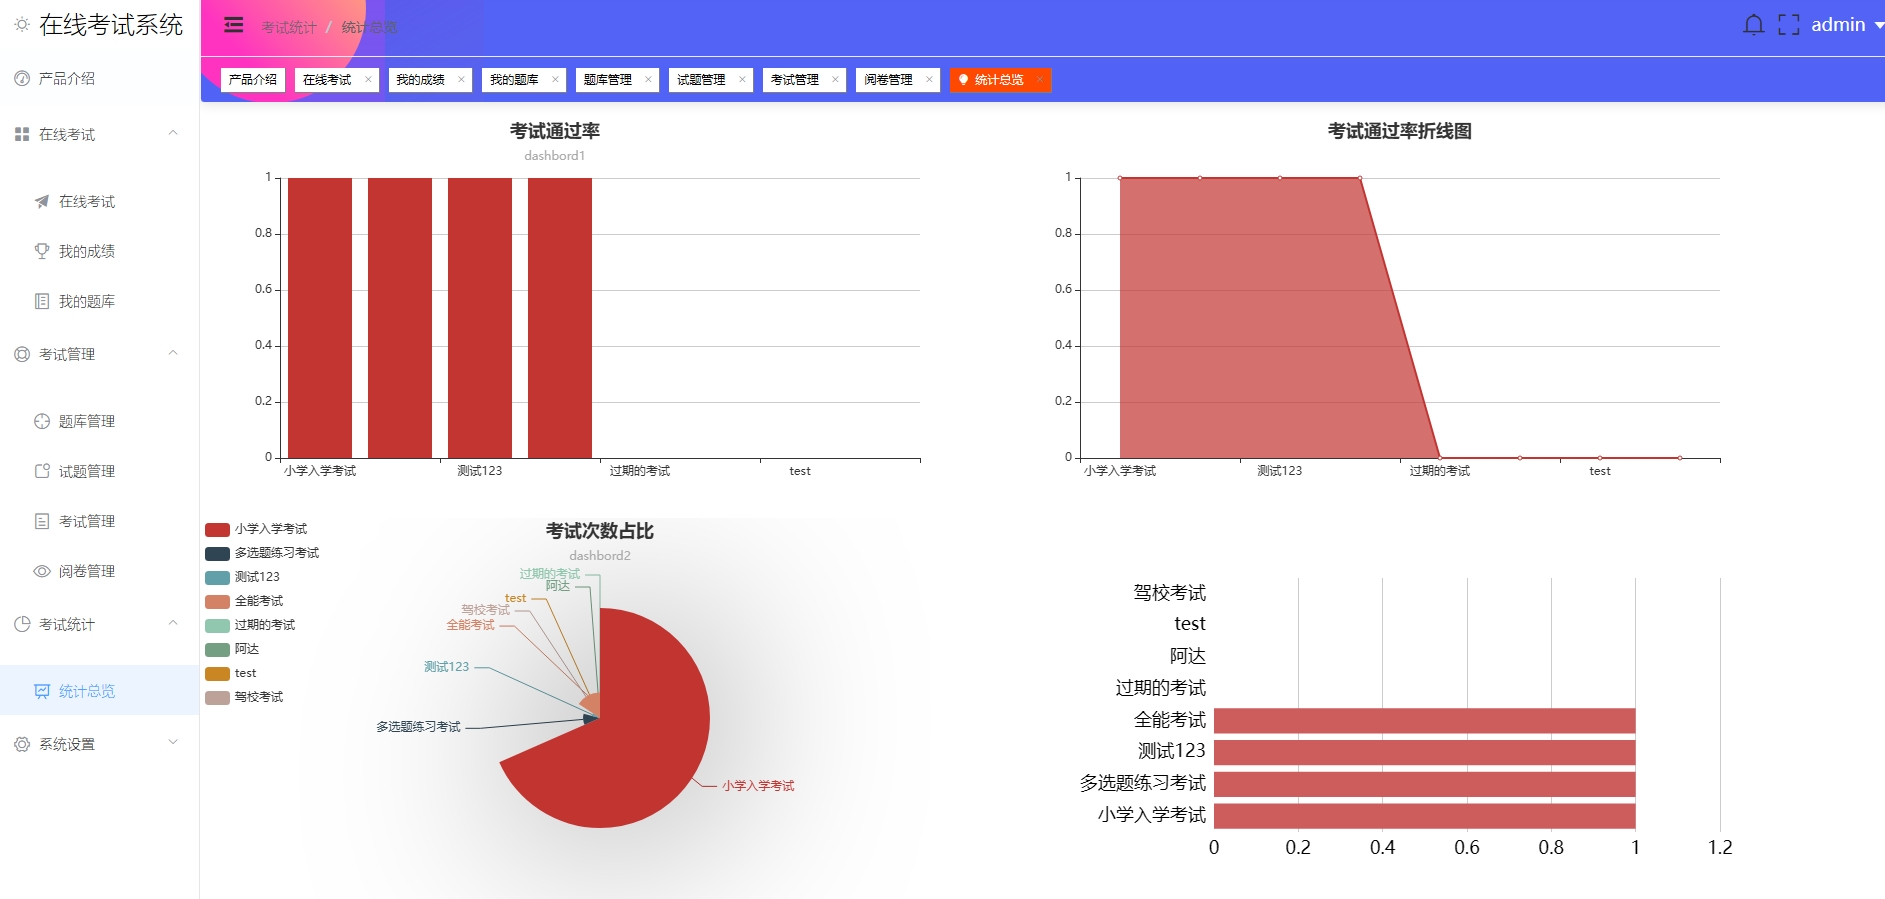 在线考试系统
产品介绍
在线考试
在线考试
我的成绩
我的题库
考试管理
题库管理
试题管理
考试管理
阅卷管理
考试统计
统计总览
系统设置
考试统计 / 统计总览
admin
产品介绍 在线考试 × 我的成绩 × 我的题库 × 题库管理 × 试题管理 × 考试管理 × 阅卷管理 × 统计总览 ×
考试通过率
dashbord1
1
0.8
0.6
0.4
0.2
0
小学入学考试 测试123 过期的考试 test
考试通过率折线图
1
0.8
0.6
0.4
0.2
0
小学入学考试 测试123 过期的考试 test
小学入学考试
多选题练习考试
测试123
全能考试
过期的考试
阿达
test
驾校考试
考试次数占比
dashbord2
过期的考试
阿达
test
驾校考试
全能考试
测试123
多选题练习考试
小学入学考试
驾校考试
test
阿达
过期的考试
全能考试
测试123
多选题练习考试
小学入学考试
0 0.2 0.4 0.6 0.8 1 1.2